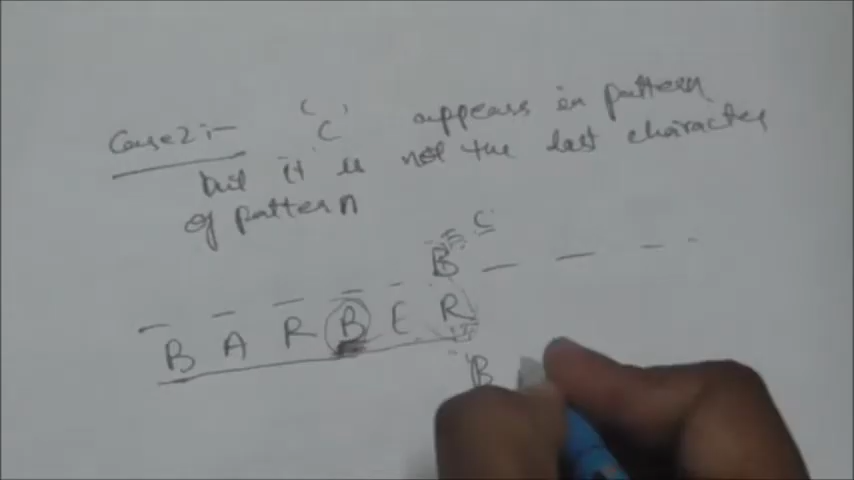 Case 2 :- 'C' appears in pattern
but it is not the last character
of pattern
B = C
B A R B E R
B